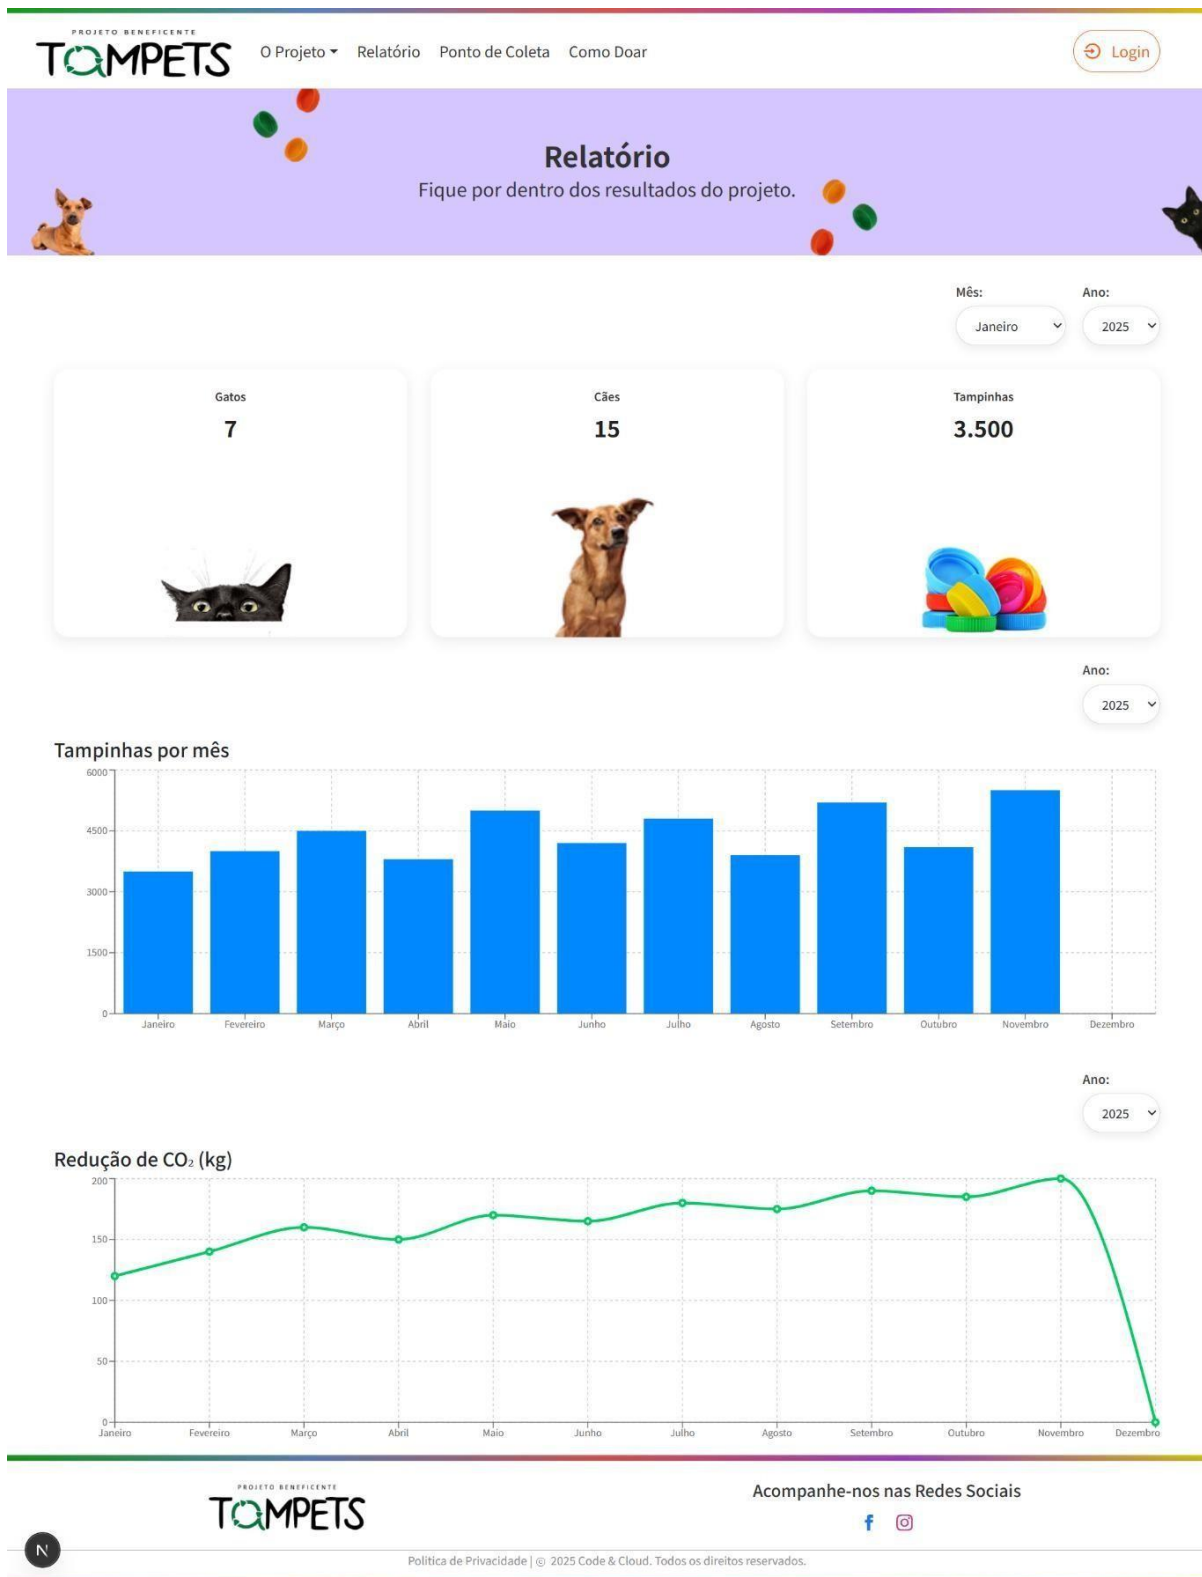 PROJETO BENEFICENTE
TAMPETS
O Projeto Relatório Ponto de Coleta Como Doar
Login
Relatório
Fique por dentro dos resultados do projeto.
Mês: Ano:
Janeiro 2025
Gatos
7
Cães
15
Tampinhas
3.500
Ano:
2025
Tampinhas por mês
6000
4500
3000
1500
0
Janeiro Fevereiro Março Abril Maio Junho Julho Agosto Setembro Outubro Novembro Dezembro
Ano:
2025
Redução de CO₂ (kg)
200
150
100
50
0
Janeiro Fevereiro Março Abril Maio Junho Julho Agosto Setembro Outubro Novembro Dezembro
PROJETO BENEFICENTE
TAMPETS
Acompanhe-nos nas Redes Sociais
N
Politica de Privacidade | © 2025 Code & Cloud. Todos os direitos reservados.